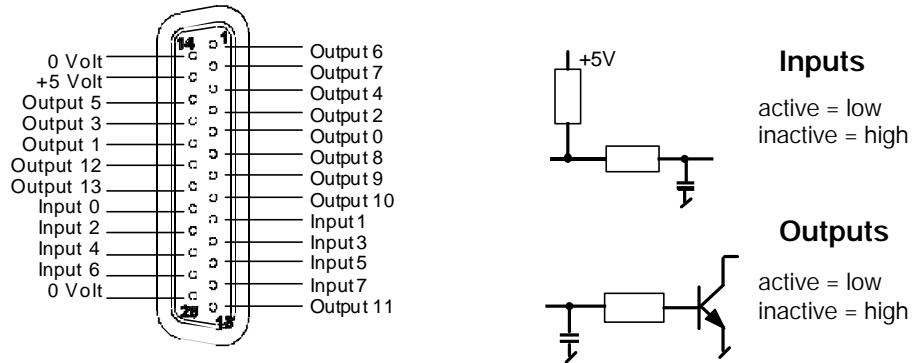 14
1
0 Volt
+5 Volt
Output 5
Output 3
Output 1
Output 12
Output 13
Input 0
Input 2
Input 4
Input 6
0 Volt
25
13
Output 6
Output 7
Output 4
Output 2
Output 0
Output 8
Output 9
Output 10
Input 1
Input 3
Input 5
Input 7
Output 11
+5V
Inputs
active = low
inactive = high
Outputs
active = low
inactive = high